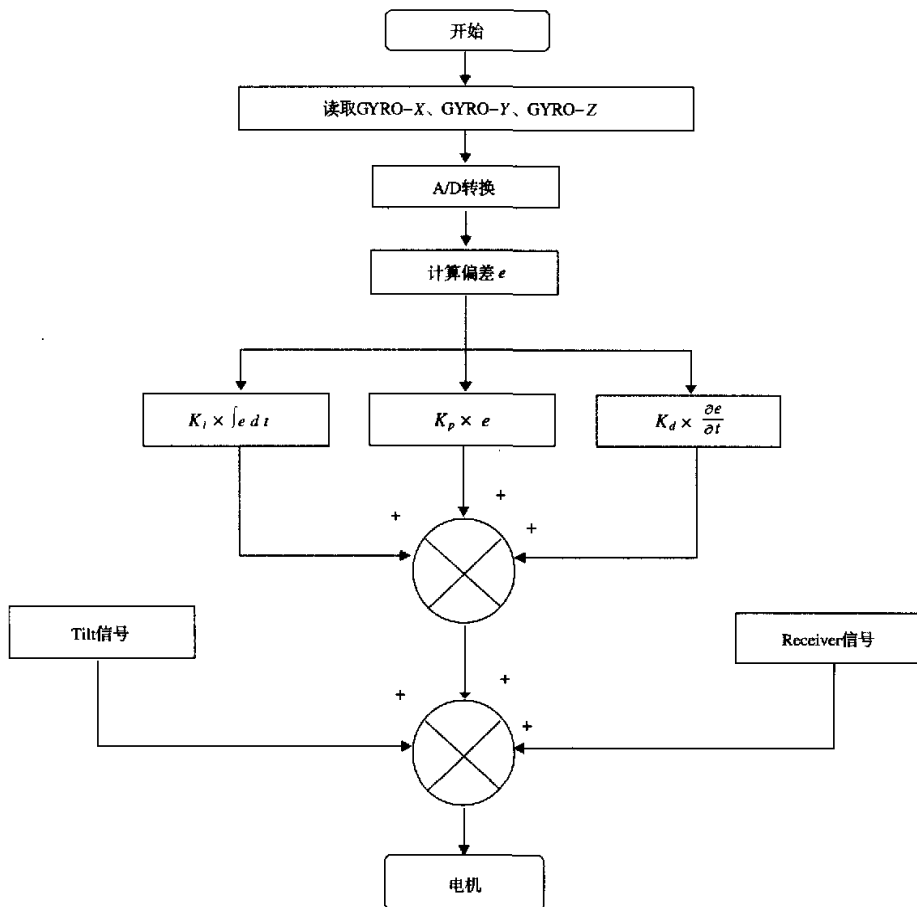 开始
读取GYRO-X、GYRO-Y、GYRO-Z
A/D转换
计算偏差 e
K_i × ∫e dt
K_p × e
K_d × ∂e/∂t
+
+
+
Tilt信号
Receiver信号
+
+
+
电机